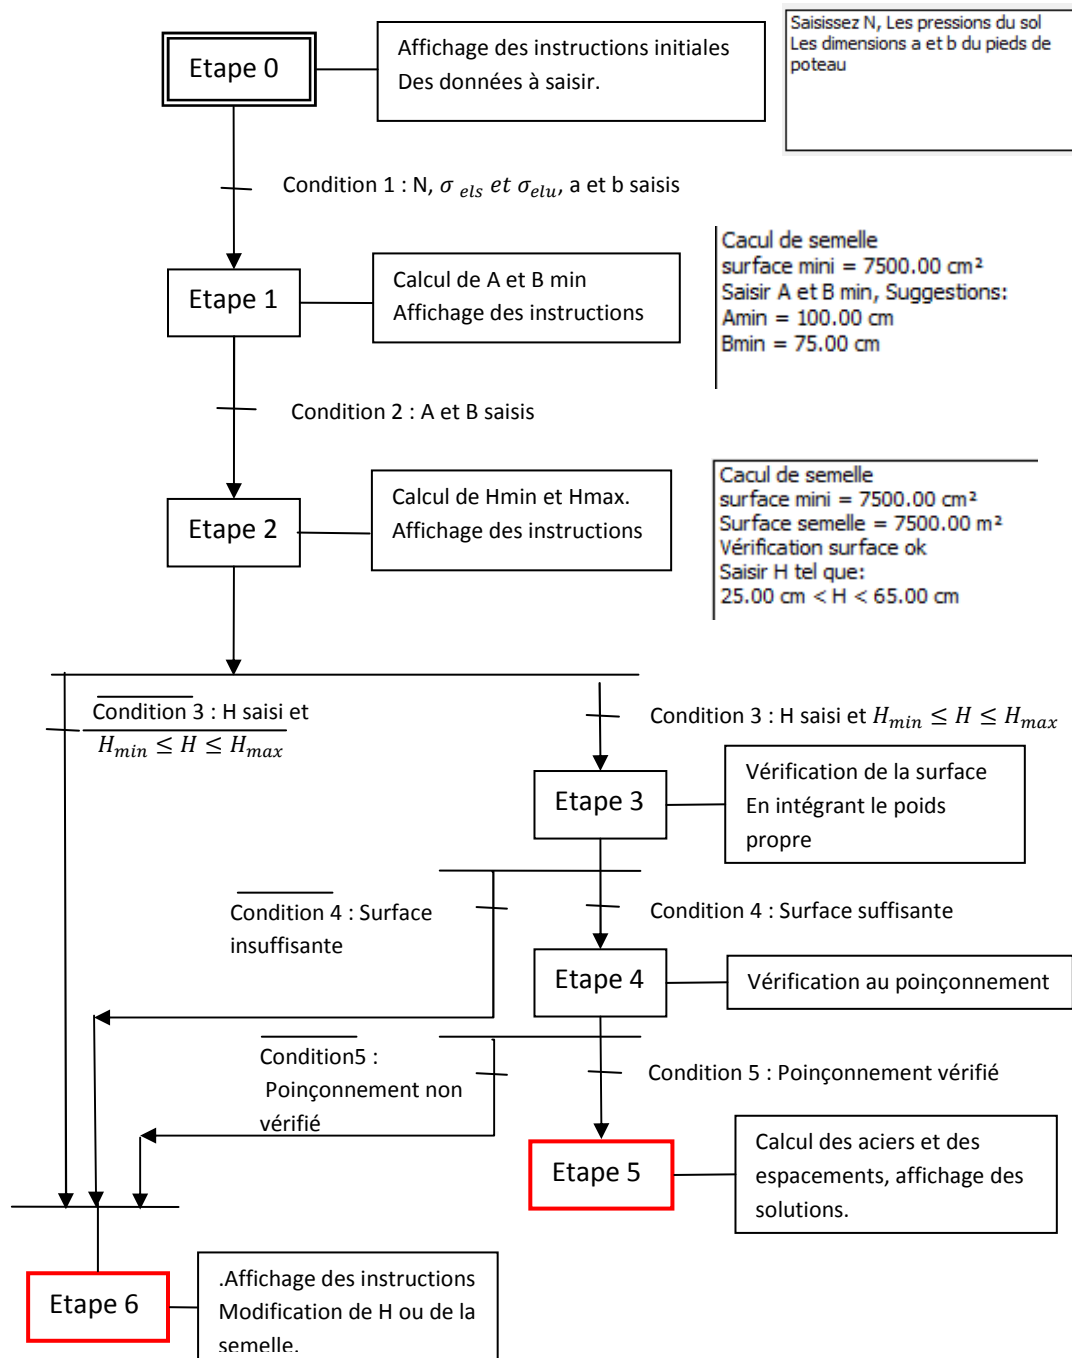 Etape 0
Affichage des instructions initiales
Des données à saisir.
Saisissez N, Les pressions du sol
Les dimensions a et b du pieds de
poteau
Condition 1 : N, σ els et σelu, a et b saisis
Etape 1
Calcul de A et B min
Affichage des instructions
Cacul de semelle
surface mini = 7500.00 cm²
Saisir A et B min, Suggestions:
Amin = 100.00 cm
Bmin = 75.00 cm
Condition 2 : A et B saisis
Etape 2
Calcul de Hmin et Hmax.
Affichage des instructions
Cacul de semelle
surface mini = 7500.00 cm²
Surface semelle = 7500.00 m²
Vérification surface ok
Saisir H tel que:
25.00 cm < H < 65.00 cm
Condition 3 : H saisi et
Hmin ≤ H ≤ Hmax
Condition 3 : H saisi et Hmin ≤ H ≤ Hmax
Etape 3
Vérification de la surface
En intégrant le poids
propre
Condition 4 : Surface
insuffisante
Condition 4 : Surface suffisante
Etape 4
Vérification au poinçonnement
Condition5 :
Poinçonnement non
vérifié
Condition 5 : Poinçonnement vérifié
Etape 5
Calcul des aciers et des
espacements, affichage des
solutions.
Etape 6
.Affichage des instructions
Modification de H ou de la
semelle.